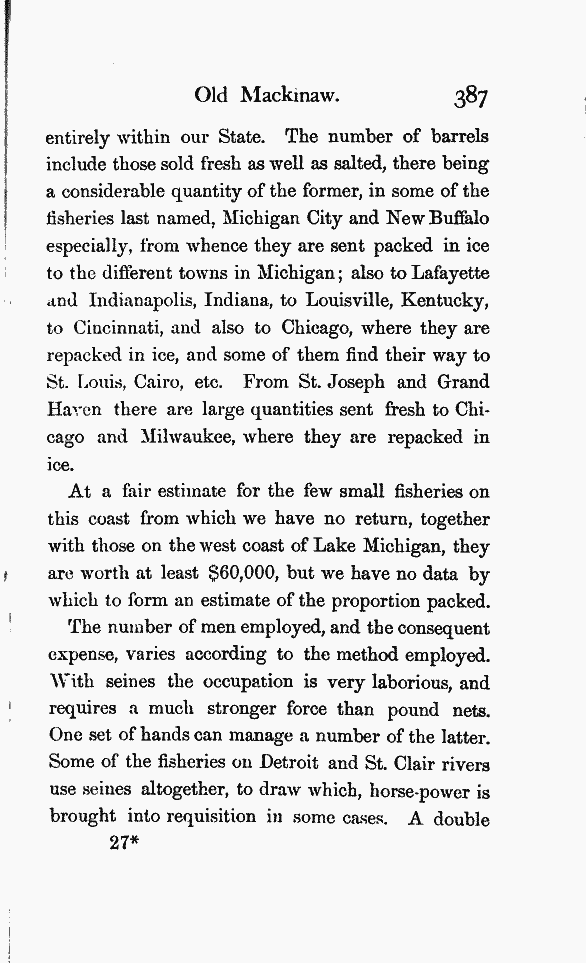 Old Mackinaw. 387
entirely within our State. The number of barrels
include those sold fresh as well as salted, there being
a considerable quantity of the former, in some of the
fisheries last named, Michigan City and New Buffalo
especially, from whence they are sent packed in ice
to the different towns in Michigan; also to Lafayette
and Indianapolis, Indiana, to Louisville, Kentucky,
to Cincinnati, and also to Chicago, where they are
repacked in ice, and some of them find their way to
St. Louis, Cairo, etc. From St. Joseph and Grand
Haven there are large quantities sent fresh to Chi-
cago and Milwaukee, where they are repacked in
ice.
At a fair estimate for the few small fisheries on
this coast from which we have no return, together
with those on the west coast of Lake Michigan, they
are worth at least $60,000, but we have no data by
which to form an estimate of the proportion packed.
The number of men employed, and the consequent
expense, varies according to the method employed.
With seines the occupation is very laborious, and
requires a much stronger force than pound nets.
One set of hands can manage a number of the latter.
Some of the fisheries on Detroit and St. Clair rivers
use seines altogether, to draw which, horse-power is
brought into requisition in some cases. A double
27*